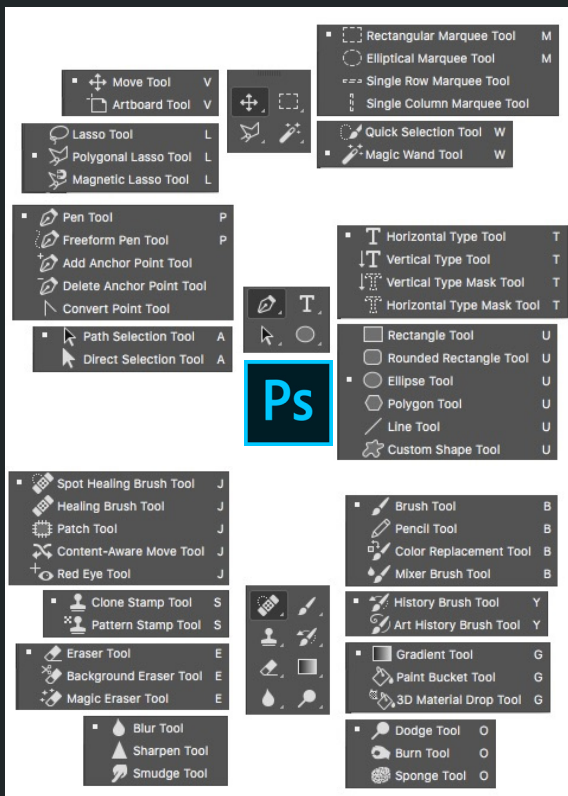 Rectangular Marquee Tool M
Elliptical Marquee Tool M
Single Row Marquee Tool
Single Column Marquee Tool
Move Tool V
Artboard Tool V
Lasso Tool L
Polygonal Lasso Tool L
Magnetic Lasso Tool L
Quick Selection Tool W
Magic Wand Tool W
Pen Tool P
Freeform Pen Tool P
Add Anchor Point Tool
Delete Anchor Point Tool
Convert Point Tool
Path Selection Tool A
Direct Selection Tool A
T
Horizontal Type Tool T
Vertical Type Tool T
Vertical Type Mask Tool T
Horizontal Type Mask Tool T
Rectangle Tool U
Rounded Rectangle Tool U
Ellipse Tool U
Polygon Tool U
Line Tool U
Custom Shape Tool U
Ps
Spot Healing Brush Tool J
Healing Brush Tool J
Patch Tool J
Content-Aware Move Tool J
Red Eye Tool J
Clone Stamp Tool S
Pattern Stamp Tool S
Eraser Tool E
Background Eraser Tool E
Magic Eraser Tool E
Blur Tool
Sharpen Tool
Smudge Tool
Brush Tool B
Pencil Tool B
Color Replacement Tool B
Mixer Brush Tool B
History Brush Tool Y
Art History Brush Tool Y
Gradient Tool G
Paint Bucket Tool G
3D Material Drop Tool G
Dodge Tool O
Burn Tool O
Sponge Tool O